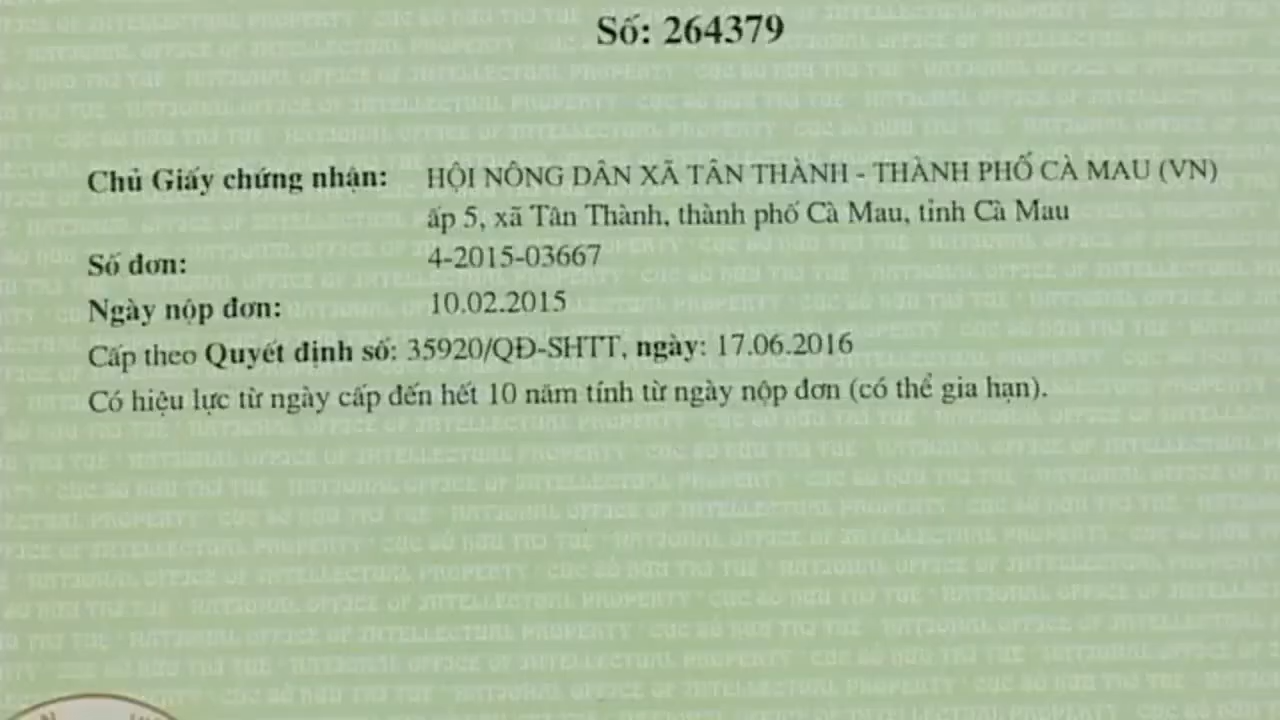 Số: 264379
Chủ Giấy chứng nhận: HỘI NÔNG DÂN XÃ TÂN THÀNH - THÀNH PHỐ CÀ MAU (VN)
ấp 5, xã Tân Thành, thành phố Cà Mau, tỉnh Cà Mau
Số đơn: 4-2015-03667
Ngày nộp đơn: 10.02.2015
Cấp theo Quyết định số: 35920/QĐ-SHTT, ngày: 17.06.2016
Có hiệu lực từ ngày cấp đến hết 10 năm tính từ ngày nộp đơn (có thể gia hạn).